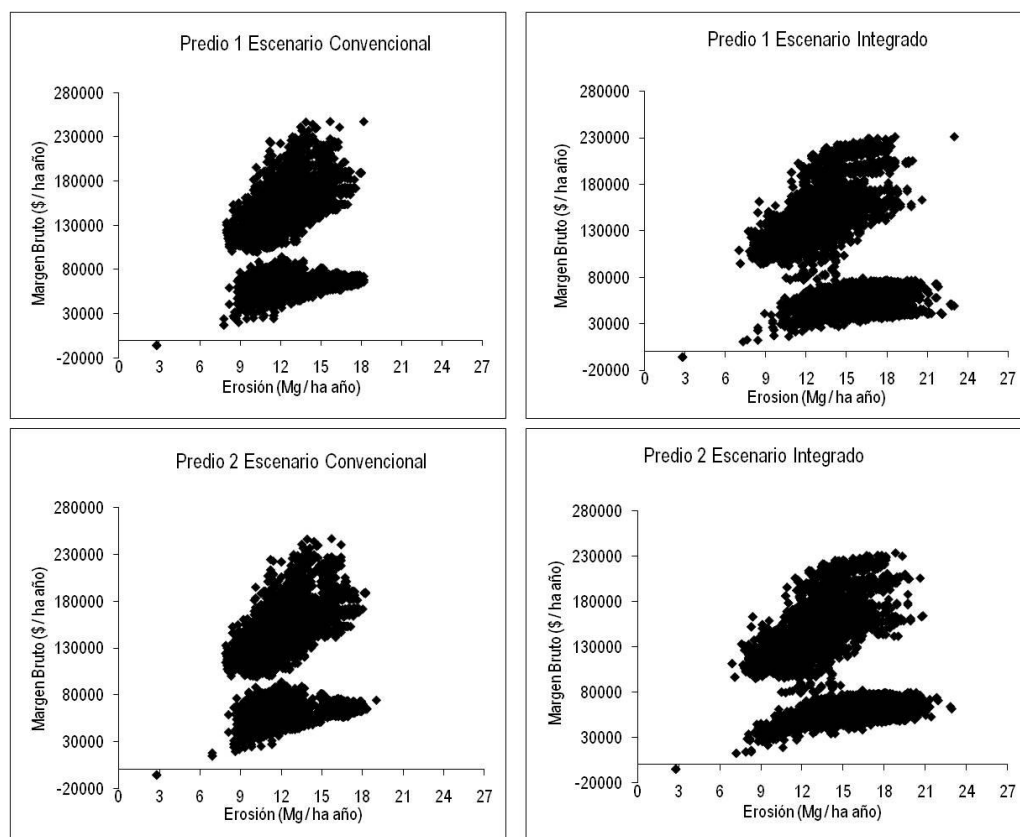 Predio 1 Escenario Convencional
Margen Bruto ($ / ha año)
280000
230000
180000
130000
80000
30000
-20000
0 3 6 9 12 15 18 21 24 27
Erosión (Mg / ha año)
Predio 1 Escenario Integrado
Margen Bruto ($ / ha año)
280000
230000
180000
130000
80000
30000
-20000
0 3 6 9 12 15 18 21 24 27
Erosion (Mg / ha año)
Predio 2 Escenario Convencional
Margen Bruto ($ / ha año)
280000
230000
180000
130000
80000
30000
-20000
0 3 6 9 12 15 18 21 24 27
Erosión (Mg / ha año)
Predio 2 Escenario Integrado
Margen Bruto ($ / ha año)
280000
230000
180000
130000
80000
30000
-20000
0 3 6 9 12 15 18 21 24 27
Erosión (Mg / ha año)